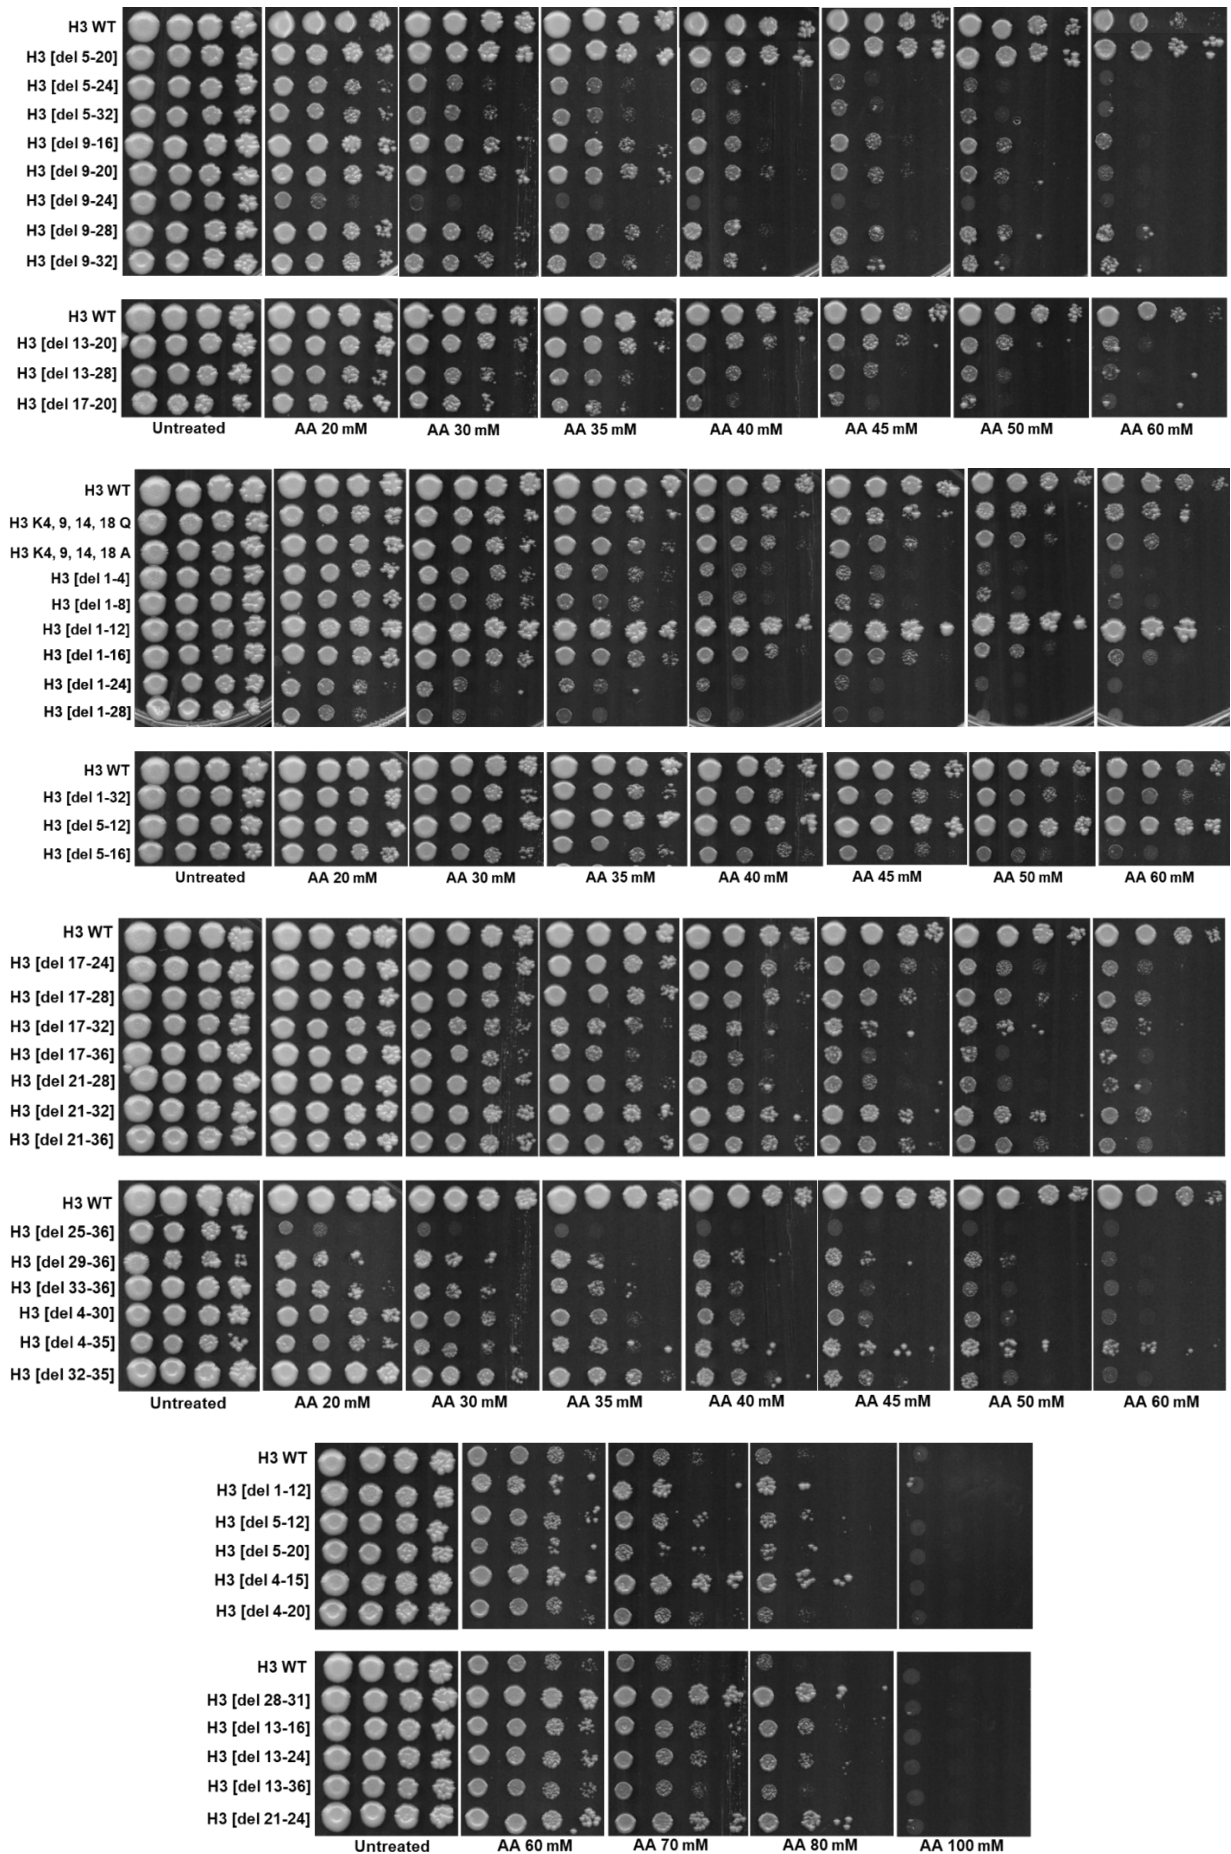 H3 WT
H3 [del 5-20]
H3 [del 5-24]
H3 [del 5-32]
H3 [del 9-16]
H3 [del 9-20]
H3 [del 9-24]
H3 [del 9-28]
H3 [del 9-32]
H3 WT
H3 [del 13-20]
H3 [del 13-28]
H3 [del 17-20]
Untreated AA 20 mM AA 30 mM AA 35 mM AA 40 mM AA 45 mM AA 50 mM AA 60 mM
H3 WT
H3 K4, 9, 14, 18 Q
H3 K4, 9, 14, 18 A
H3 [del 1-4]
H3 [del 1-8]
H3 [del 1-12]
H3 [del 1-16]
H3 [del 1-24]
H3 [del 1-28]
H3 WT
H3 [del 1-32]
H3 [del 5-12]
H3 [del 5-16]
Untreated AA 20 mM AA 30 mM AA 35 mM AA 40 mM AA 45 mM AA 50 mM AA 60 mM
H3 WT
H3 [del 17-24]
H3 [del 17-28]
H3 [del 17-32]
H3 [del 17-36]
H3 [del 21-28]
H3 [del 21-32]
H3 [del 21-36]
H3 WT
H3 [del 25-36]
H3 [del 29-36]
H3 [del 33-36]
H3 [del 4-30]
H3 [del 4-35]
H3 [del 32-35]
Untreated AA 20 mM AA 30 mM AA 35 mM AA 40 mM AA 45 mM AA 50 mM AA 60 mM
H3 WT
H3 [del 1-12]
H3 [del 5-12]
H3 [del 5-20]
H3 [del 4-15]
H3 [del 4-20]
H3 WT
H3 [del 28-31]
H3 [del 13-16]
H3 [del 13-24]
H3 [del 13-36]
H3 [del 21-24]
Untreated AA 60 mM AA 70 mM AA 80 mM AA 100 mM